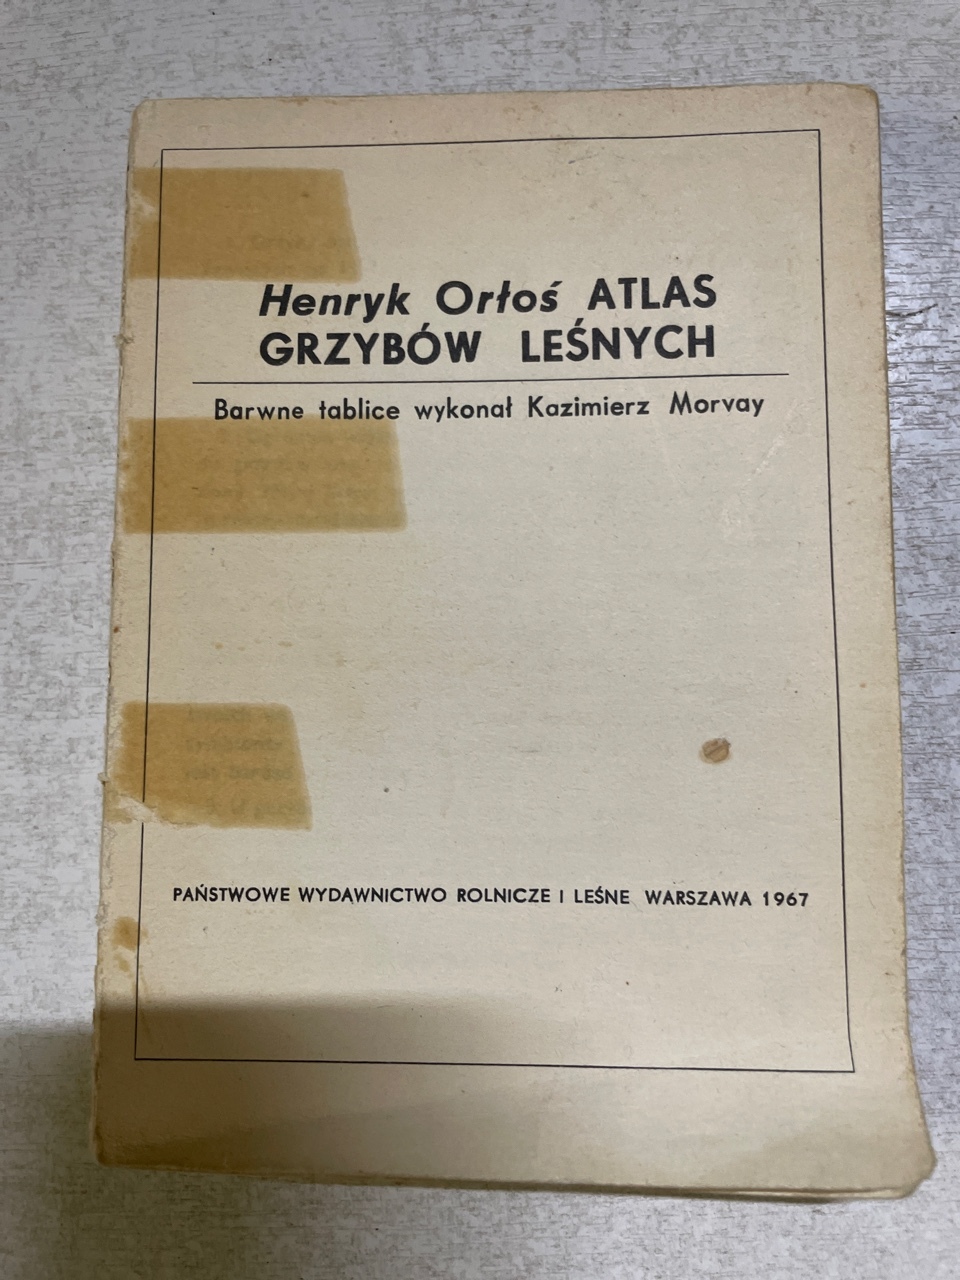 Henryk Orłoś ATLAS
GRZYBÓW LEŚNYCH
Barwne tablice wykonał Kazimierz Morvay
PAŃSTWOWE WYDAWNICTWO ROLNICZE I LEŚNE WARSZAWA 1967